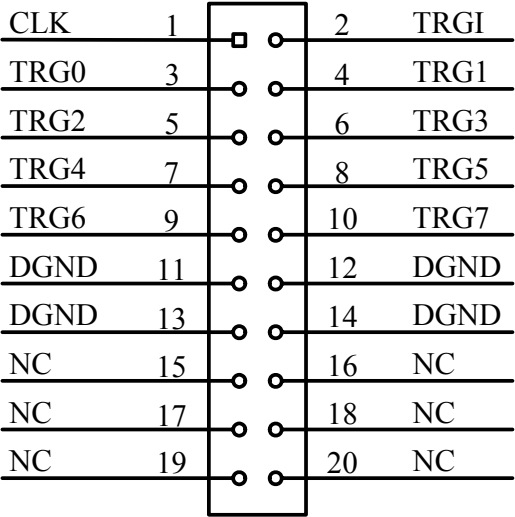 CLK 1 2 TRGI
TRG0 3 4 TRG1
TRG2 5 6 TRG3
TRG4 7 8 TRG5
TRG6 9 10 TRG7
DGND 11 12 DGND
DGND 13 14 DGND
NC 15 16 NC
NC 17 18 NC
NC 19 20 NC